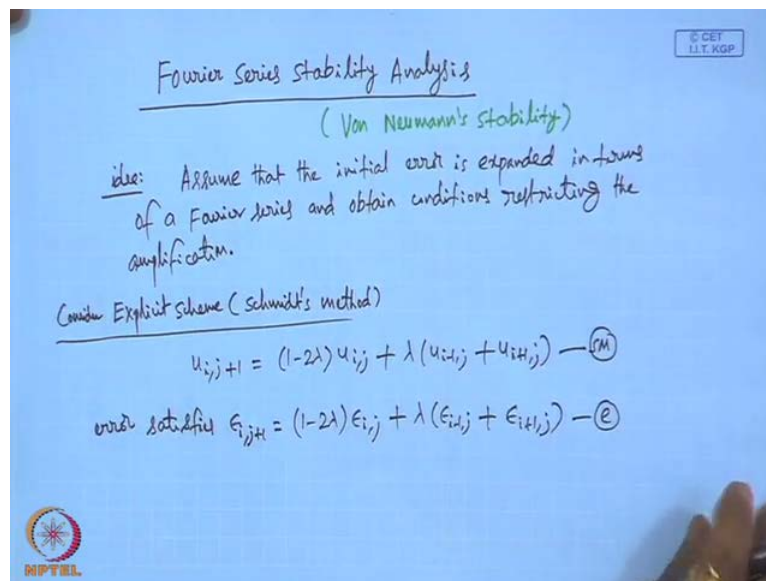 © CET
I.I.T. KGP
Fourier Series Stability Analysis
(Von Neumann's Stability)
idea: Assume that the initial error is expanded in terms
of a Fourier series and obtain conditions restricting the
amplification.
Consider Explicit Scheme (Schmidt's method)
u_{i,j+1} = (1-2λ) u_{i,j} + λ (u_{i-1,j} + u_{i+1,j}) — (SM)
error satisfies ε_{i,j+1} = (1-2λ) ε_{i,j} + λ (ε_{i-1,j} + ε_{i+1,j}) — (e)
NPTEL